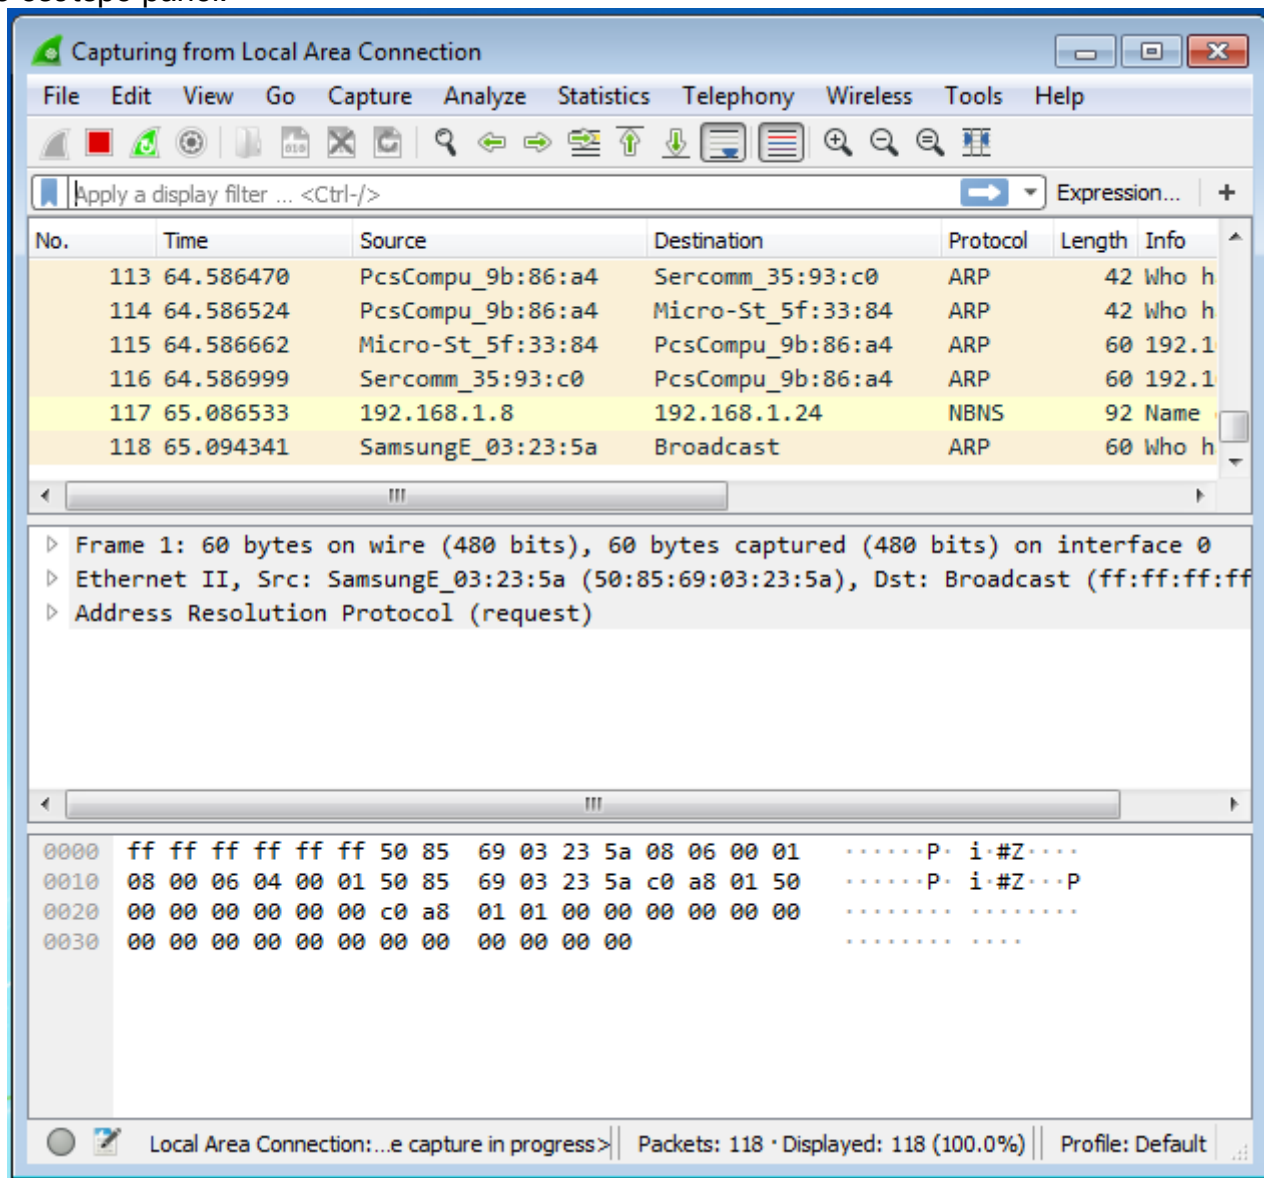 Capturing from Local Area Connection
File Edit View Go Capture Analyze Statistics Telephony Wireless Tools Help
Apply a display filter ... <Ctrl-/> Expression... +
No. Time Source Destination Protocol Length Info
113 64.586470 PcsCompu_9b:86:a4 Sercomm_35:93:c0 ARP 42 Who h
114 64.586524 PcsCompu_9b:86:a4 Micro-St_5f:33:84 ARP 42 Who h
115 64.586662 Micro-St_5f:33:84 PcsCompu_9b:86:a4 ARP 60 192.1
116 64.586999 Sercomm_35:93:c0 PcsCompu_9b:86:a4 ARP 60 192.1
117 65.086533 192.168.1.8 192.168.1.24 NBNS 92 Name
118 65.094341 SamsungE_03:23:5a Broadcast ARP 60 Who h
Frame 1: 60 bytes on wire (480 bits), 60 bytes captured (480 bits) on interface 0
Ethernet II, Src: SamsungE_03:23:5a (50:85:69:03:23:5a), Dst: Broadcast (ff:ff:ff:ff
Address Resolution Protocol (request)
0000 ff ff ff ff ff ff 50 85 69 03 23 5a 08 06 00 01 ······P· i·#Z····
0010 08 00 06 04 00 01 50 85 69 03 23 5a c0 a8 01 50 ······P· i·#Z···P
0020 00 00 00 00 00 00 c0 a8 01 01 00 00 00 00 00 00 ········ ········
0030 00 00 00 00 00 00 00 00 00 00 00 00 ········ ····
Local Area Connection:...e capture in progress> Packets: 118 · Displayed: 118 (100.0%) Profile: Default